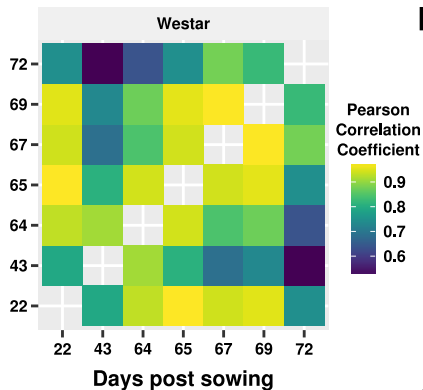 Westar
72
69
67
65
64
43
22
22 43 64 65 67 69 72
Days post sowing
Pearson
Correlation
Coefficient
0.9
0.8
0.7
0.6